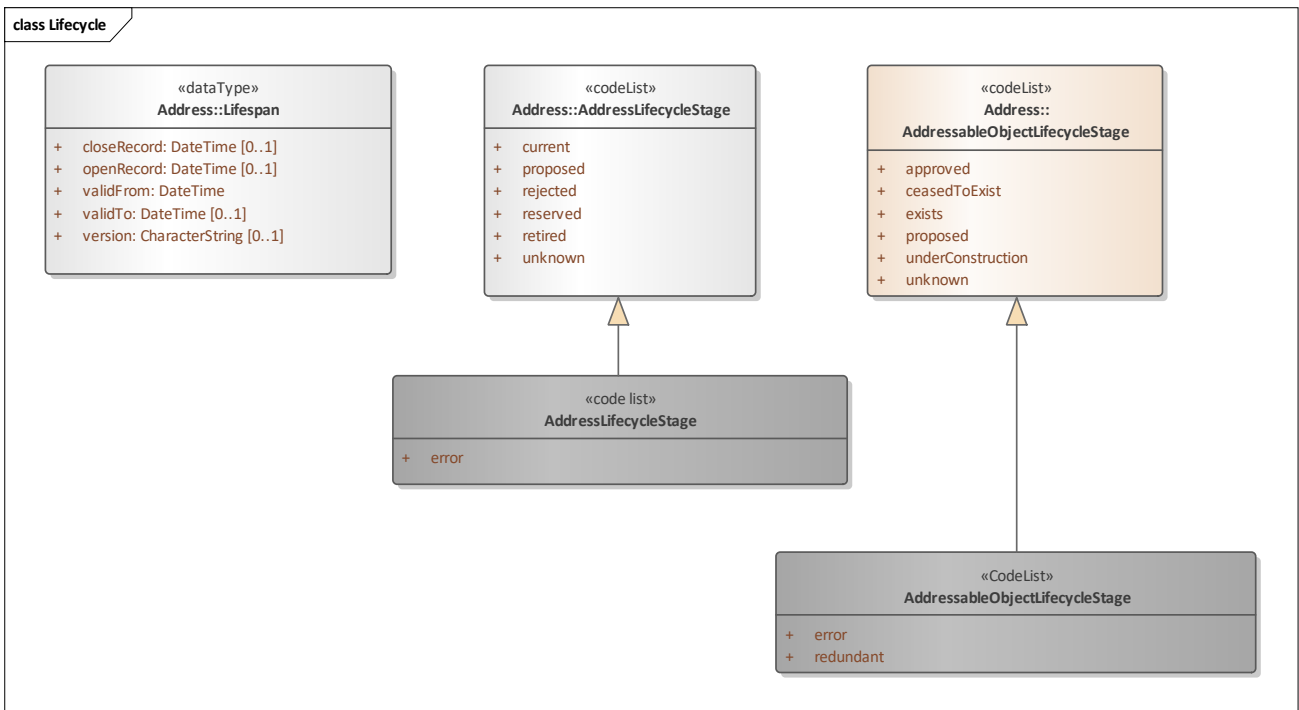 class Lifecycle
«dataType»
Address::Lifespan
+ closeRecord: DateTime [0..1]
+ openRecord: DateTime [0..1]
+ validFrom: DateTime
+ validTo: DateTime [0..1]
+ version: CharacterString [0..1]
«codeList»
Address::AddressLifecycleStage
+ current
+ proposed
+ rejected
+ reserved
+ retired
+ unknown
«codeList»
Address::
AddressableObjectLifecycleStage
+ approved
+ ceasedToExist
+ exists
+ proposed
+ underConstruction
+ unknown
«code list»
AddressLifecycleStage
+ error
«CodeList»
AddressableObjectLifecycleStage
+ error
+ redundant